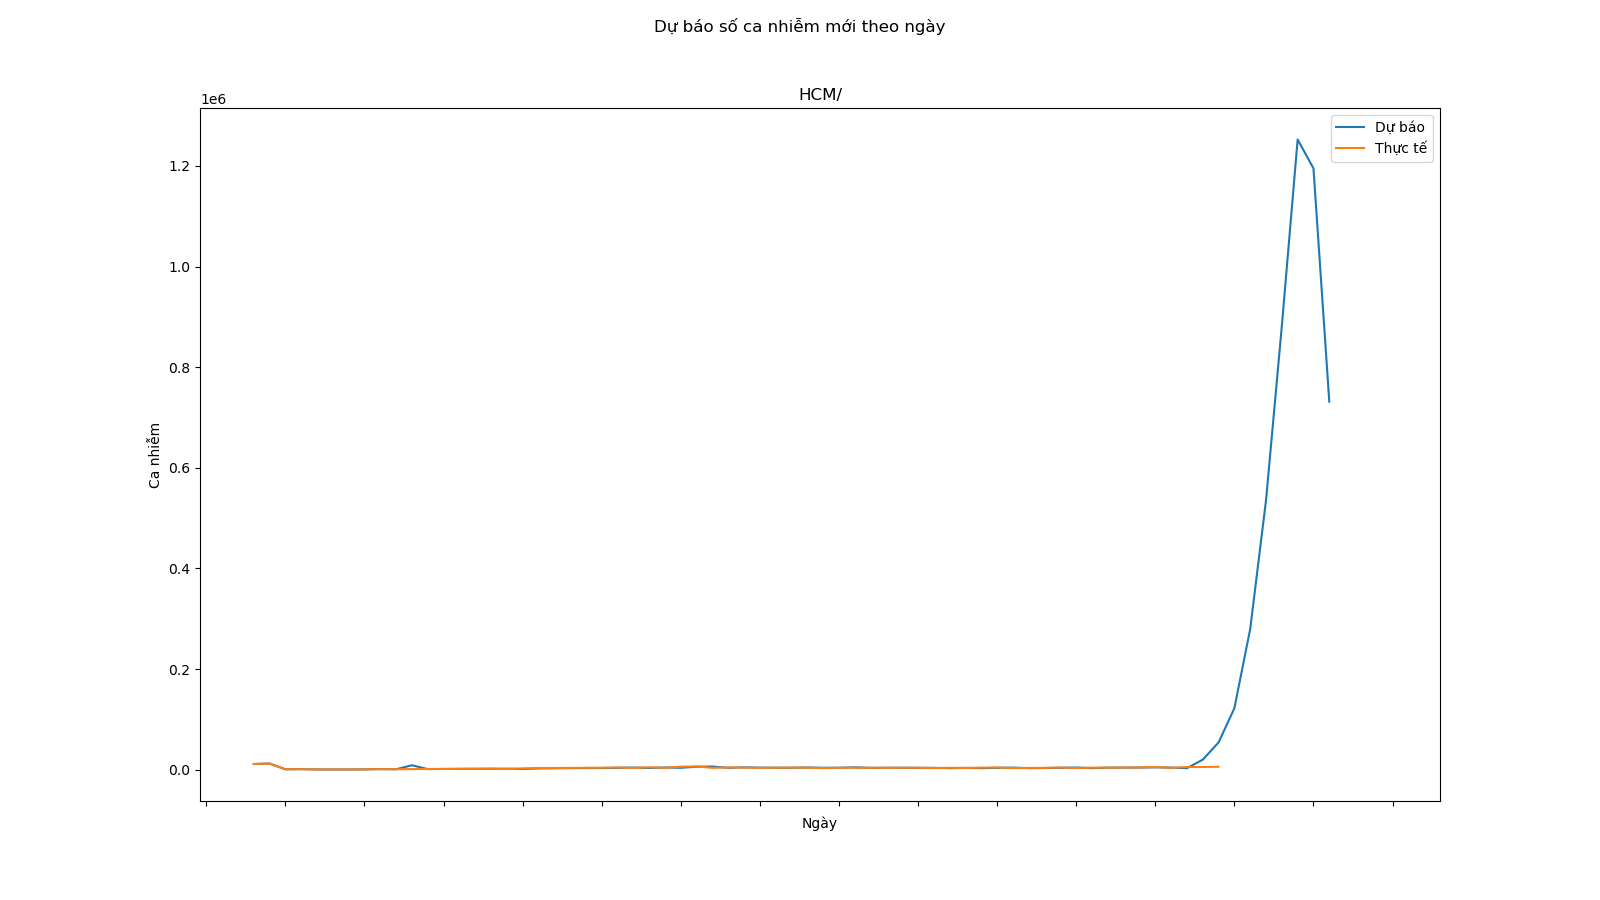 Dự báo số ca nhiễm mới theo ngày
HCM/
1e6
Dự báo
Thực tế
1.2
1.0
0.8
0.6
0.4
0.2
0.0
Ca nhiễm
Ngày